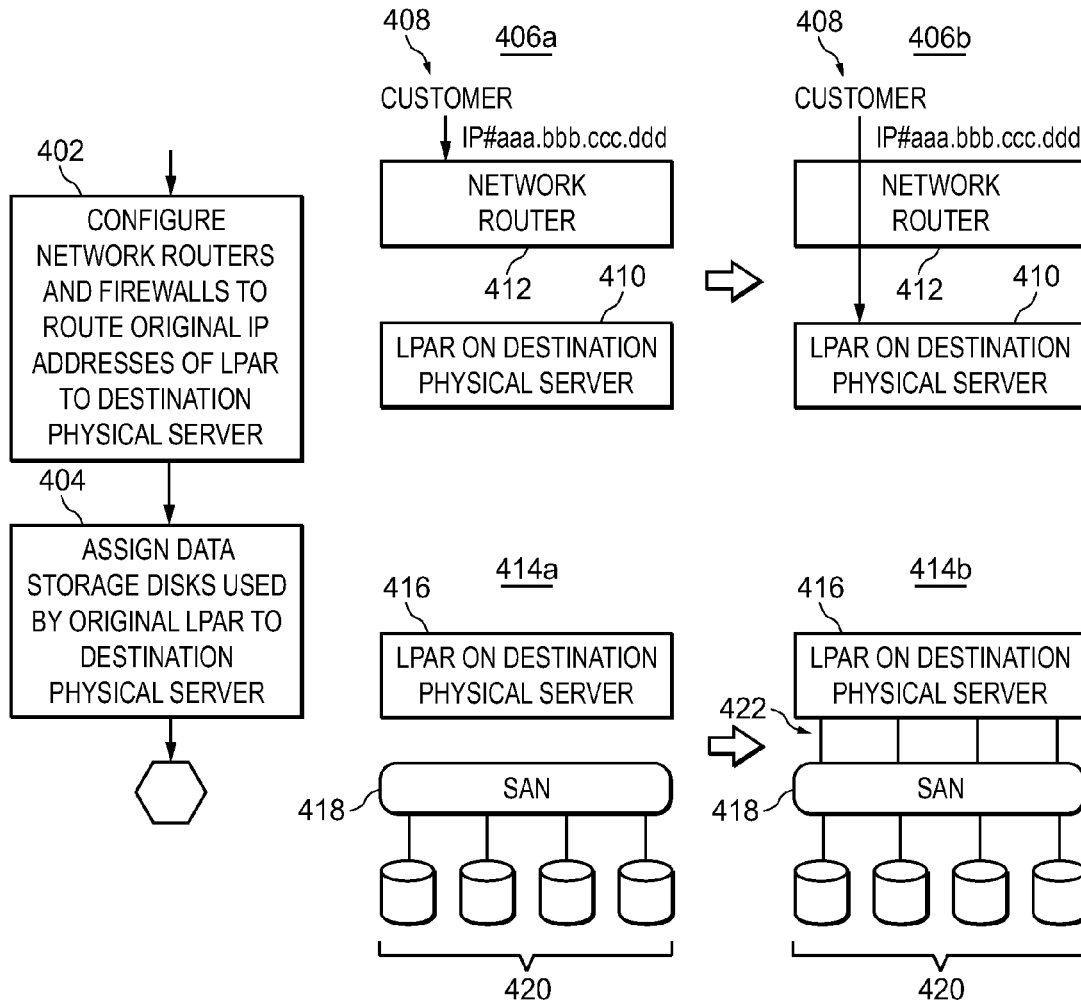 402
CONFIGURE
NETWORK ROUTERS
AND FIREWALLS TO
ROUTE ORIGINAL IP
ADDRESSES OF LPAR
TO DESTINATION
PHYSICAL SERVER
404
ASSIGN DATA
STORAGE DISKS USED
BY ORIGINAL LPAR TO
DESTINATION
PHYSICAL SERVER
408
406a
CUSTOMER
IP#aaa.bbb.ccc.ddd
NETWORK
ROUTER
412
410
LPAR ON DESTINATION
PHYSICAL SERVER
408
406b
CUSTOMER
IP#aaa.bbb.ccc.ddd
NETWORK
ROUTER
412
410
LPAR ON DESTINATION
PHYSICAL SERVER
414a
416
LPAR ON DESTINATION
PHYSICAL SERVER
SAN
418
420
414b
416
LPAR ON DESTINATION
PHYSICAL SERVER
422
SAN
418
420